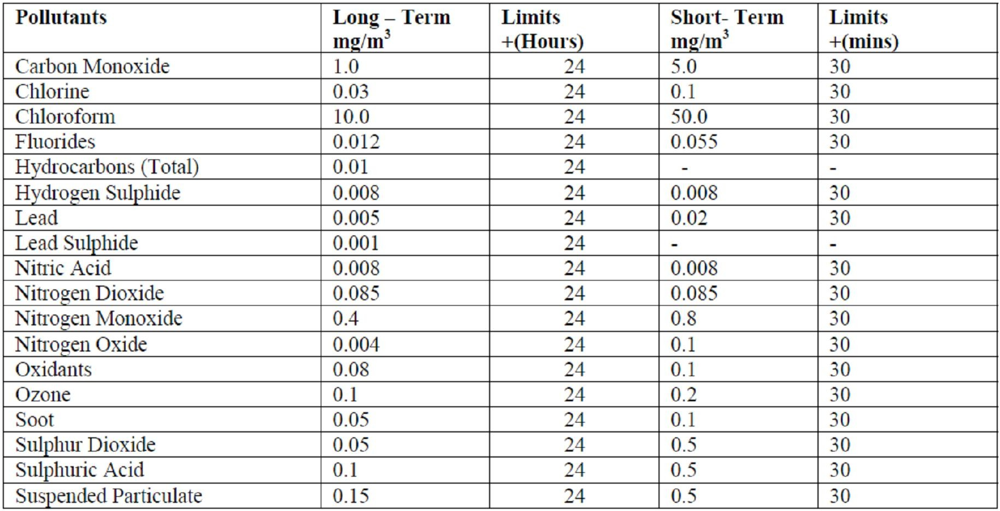 Pollutants Long – Term mg/m³ Limits +(Hours) Short- Term mg/m³ Limits +(mins)
Carbon Monoxide 1.0 24 5.0 30
Chlorine 0.03 24 0.1 30
Chloroform 10.0 24 50.0 30
Fluorides 0.012 24 0.055 30
Hydrocarbons (Total) 0.01 24 - -
Hydrogen Sulphide 0.008 24 0.008 30
Lead 0.005 24 0.02 30
Lead Sulphide 0.001 24 - -
Nitric Acid 0.008 24 0.008 30
Nitrogen Dioxide 0.085 24 0.085 30
Nitrogen Monoxide 0.4 24 0.8 30
Nitrogen Oxide 0.004 24 0.1 30
Oxidants 0.08 24 0.1 30
Ozone 0.1 24 0.2 30
Soot 0.05 24 0.1 30
Sulphur Dioxide 0.05 24 0.5 30
Sulphuric Acid 0.1 24 0.5 30
Suspended Particulate 0.15 24 0.5 30